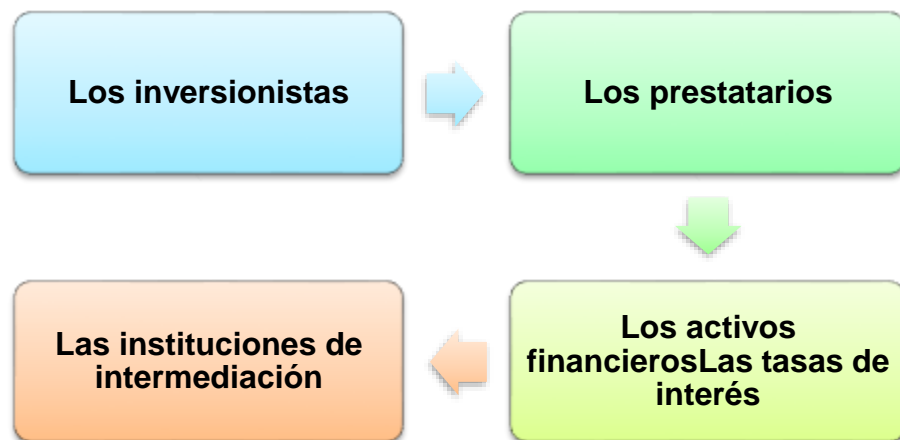 Los inversionistas
Los prestatarios
Los activos
financierosLas tasas de
interés
Las instituciones de
intermediación